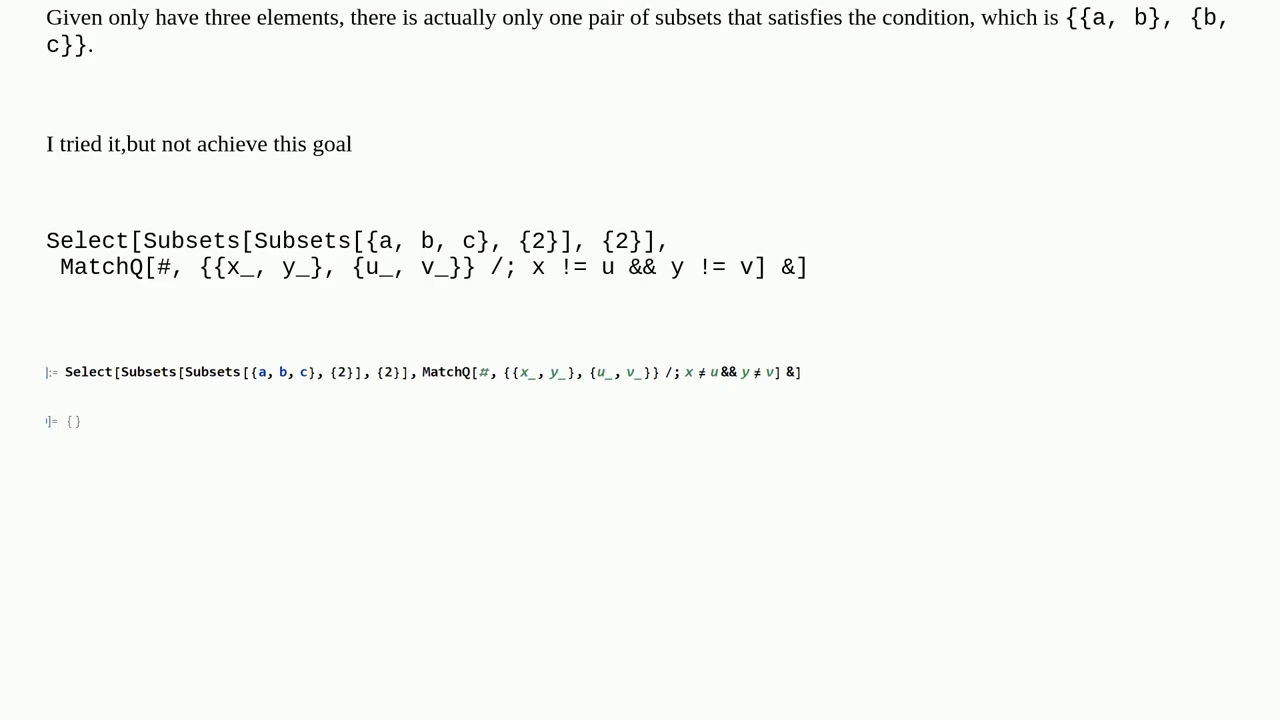 Given only have three elements, there is actually only one pair of subsets that satisfies the condition, which is {{a, b}, {b,
c}}.
I tried it,but not achieve this goal
Select[Subsets[Subsets[{a, b, c}, {2}], {2}],
 MatchQ[#, {{x_, y_}, {u_, v_}} /; x != u && y != v] &]
]:= Select[Subsets[Subsets[{a, b, c}, {2}], {2}], MatchQ[#, {{x_, y_}, {u_, v_}} /; x ≠ u && y ≠ v] &]
]= { }